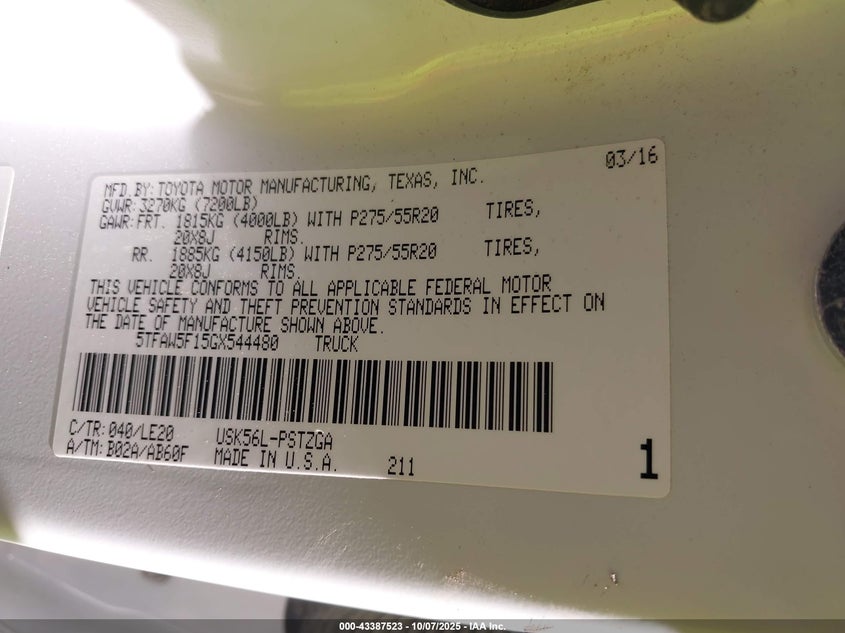 03/16
MFD. BY: TOYOTA MOTOR MANUFACTURING, TEXAS, INC.
GVWR: 3270KG (7200LB)
GAWR: FRT. 1815KG (4000LB) WITH P275/55R20 TIRES,
20X8J RIMS.
RR. 1885KG (4150LB) WITH P275/55R20 TIRES,
20X8J RIMS.
THIS VEHICLE CONFORMS TO ALL APPLICABLE FEDERAL MOTOR
VEHICLE SAFETY AND THEFT PREVENTION STANDARDS IN EFFECT ON
THE DATE OF MANUFACTURE SHOWN ABOVE.
5TFAW5F15GX544480 TRUCK
C/TR: 040/LE20 USK56L-PSTZGA
A/TM: B02A/AB60F MADE IN U.S.A. 211
1
000-43387523 - 10/07/2025 - IAA Inc.